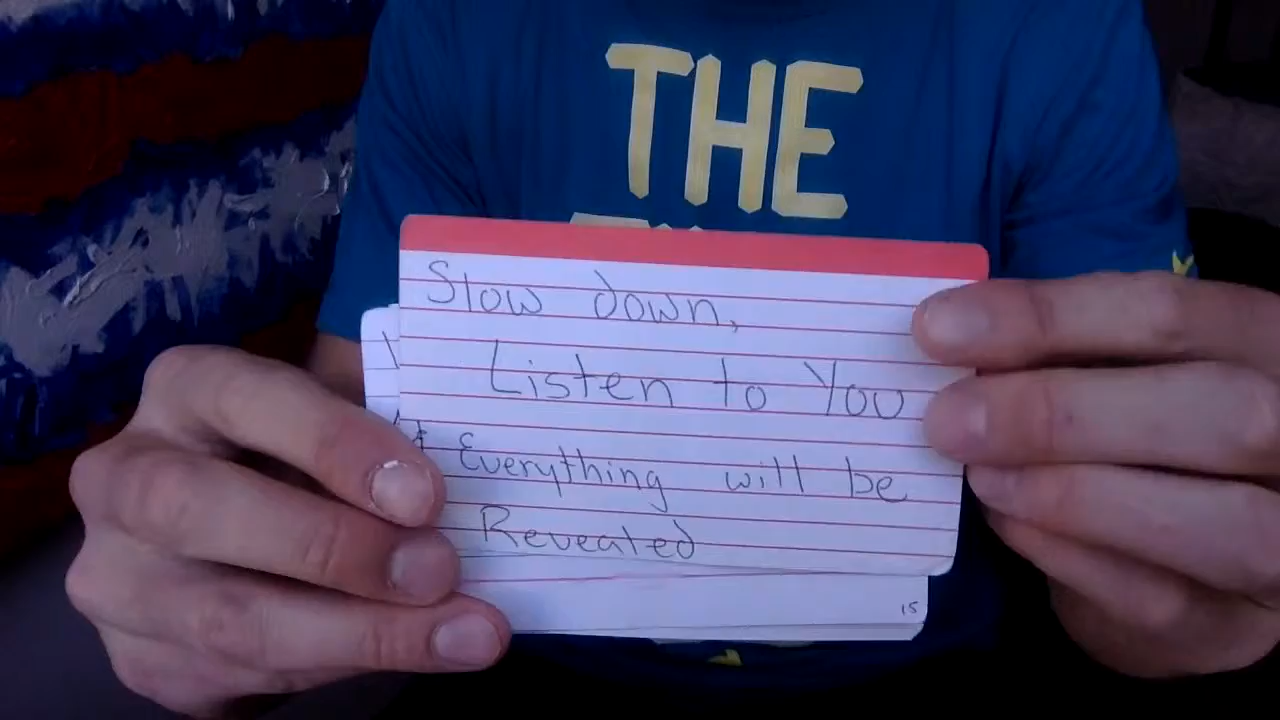 THE
Slow down,
Listen to You
& Everything will be
Revealed
15